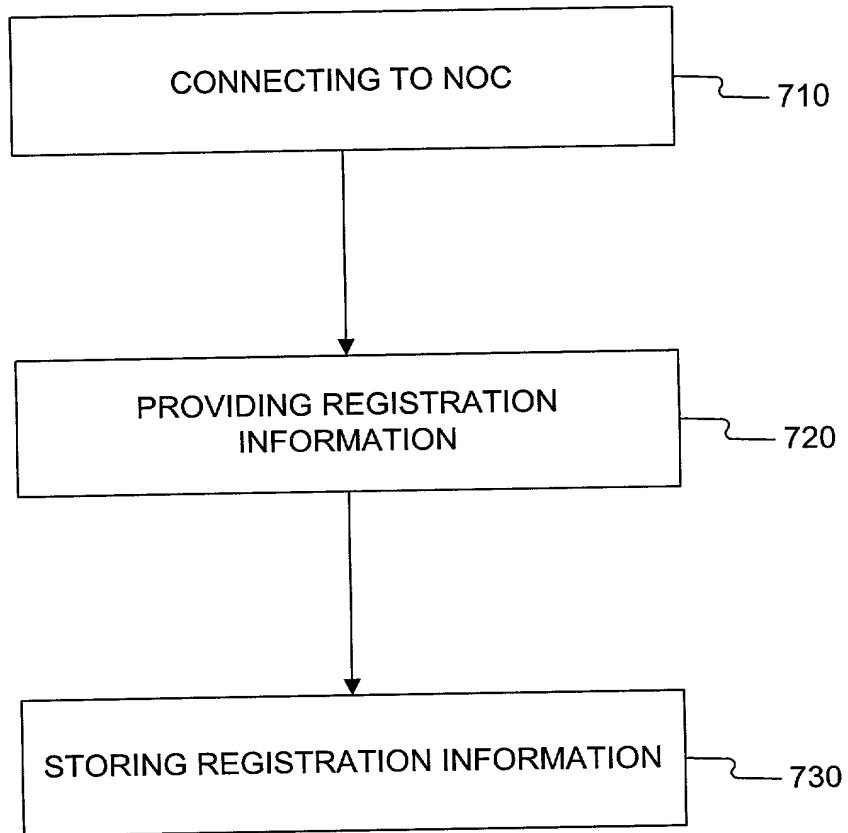 CONNECTING TO NOC
710
PROVIDING REGISTRATION
INFORMATION
720
STORING REGISTRATION INFORMATION
730